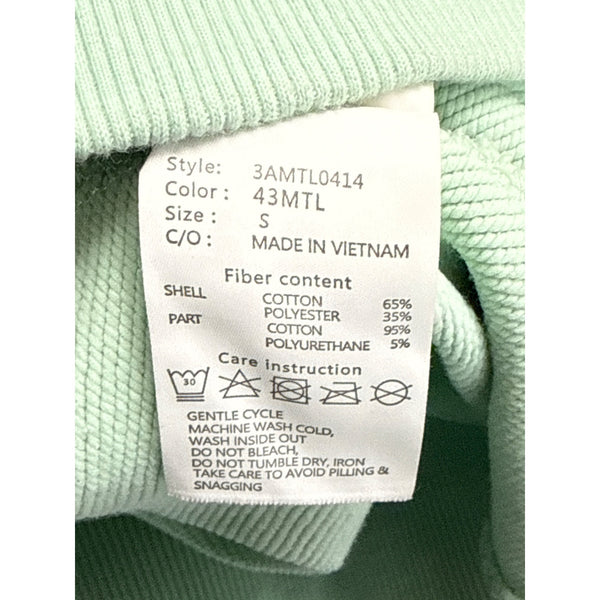 Style: 3AMTL0414
Color: 43MTL
Size: S
C/O: MADE IN VIETNAM
Fiber content
SHELL COTTON 65%
POLYESTER 35%
PART COTTON 95%
POLYURETHANE 5%
Care instruction
30
GENTLE CYCLE
MACHINE WASH COLD,
WASH INSIDE OUT
DO NOT BLEACH,
DO NOT TUMBLE DRY, IRON
TAKE CARE TO AVOID PILLING &
SNAGGING